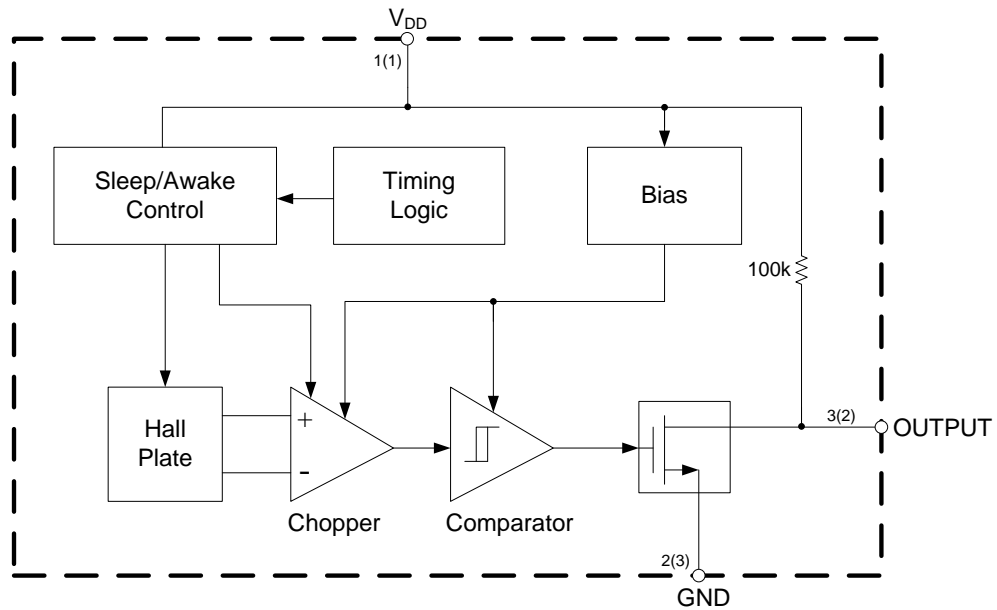 VDD
1(1)
Sleep/Awake
Control
Timing
Logic
Bias
100k
Hall
Plate
+
-
Chopper
Comparator
3(2)
OUTPUT
2(3)
GND